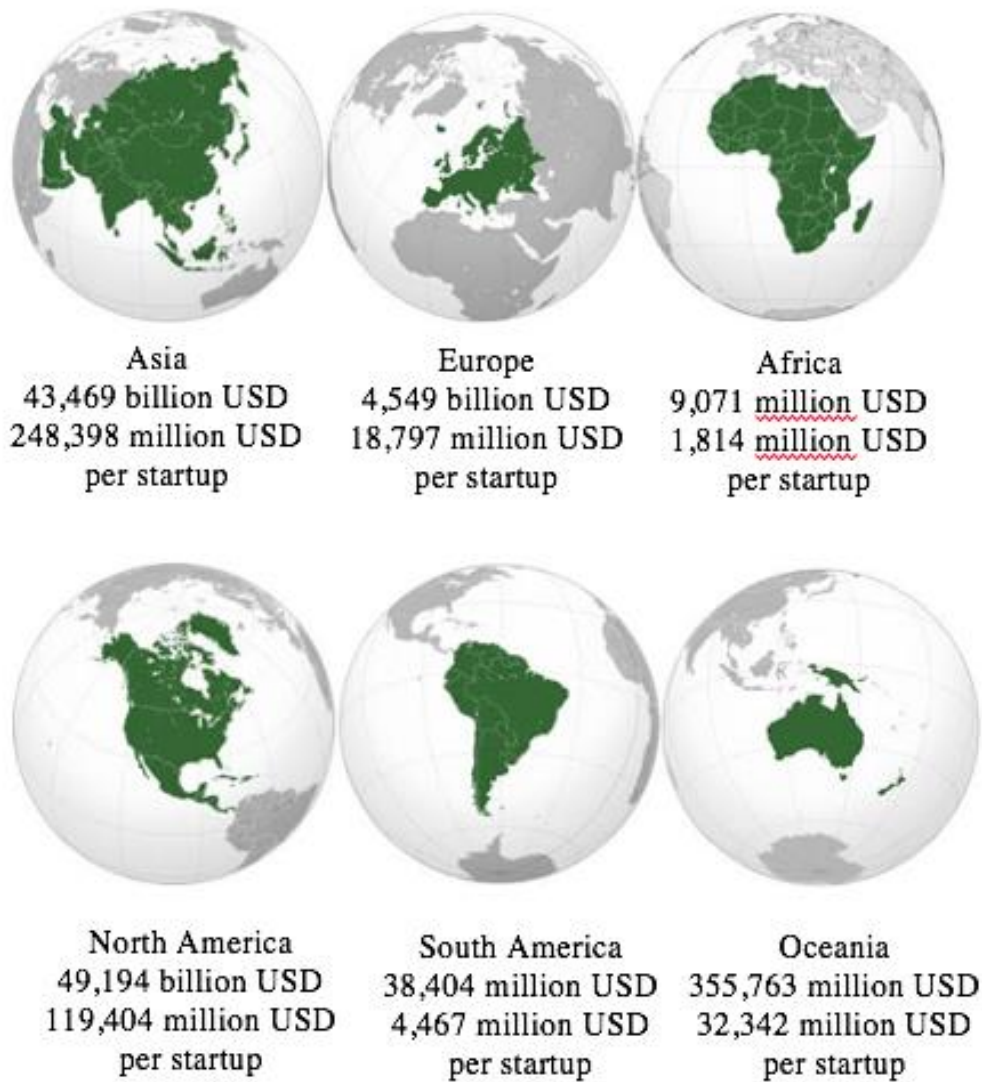 Asia
43,469 billion USD
248,398 million USD
per startup
Europe
4,549 billion USD
18,797 million USD
per startup
Africa
9,071 million USD
1,814 million USD
per startup
North America
49,194 billion USD
119,404 million USD
per startup
South America
38,404 million USD
4,467 million USD
per startup
Oceania
355,763 million USD
32,342 million USD
per startup